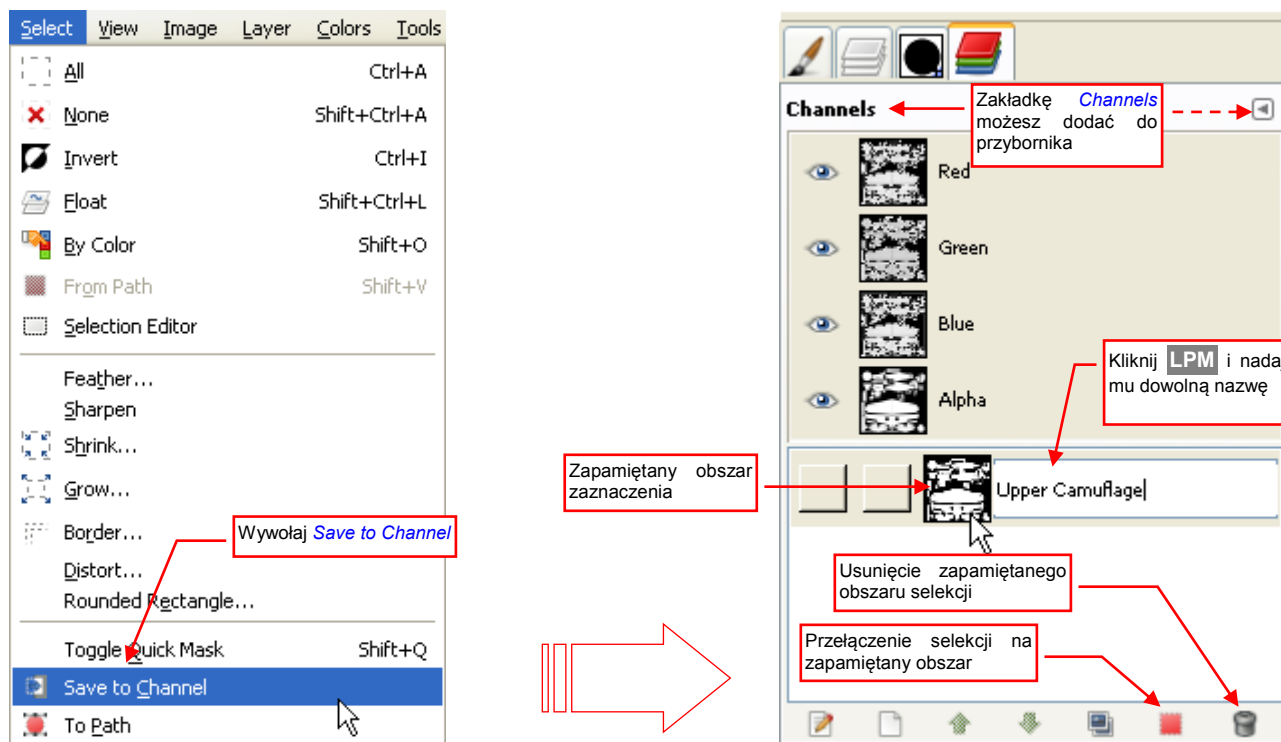 Select View Image Layer Colors Tools
All Ctrl+A
None Shift+Ctrl+A
Invert Ctrl+I
Float Shift+Ctrl+L
By Color Shift+O
From Path Shift+V
Selection Editor
Feather...
Sharpen
Shrink...
Grow...
Border...
Distort...
Rounded Rectangle...
Toggle Quick Mask Shift+Q
Save to Channel
To Path
Wywołaj Save to Channel
Channels
Zakładkę Channels
możesz dodać do
przybornika
Red
Green
Blue
Alpha
Kliknij LPM i nadaj
mu dowolną nazwę
Zapamiętany obszar
zaznaczenia
Upper Camuflage
Usunięcie zapamiętanego
obszaru selekcji
Przełączenie selekcji na
zapamiętany obszar